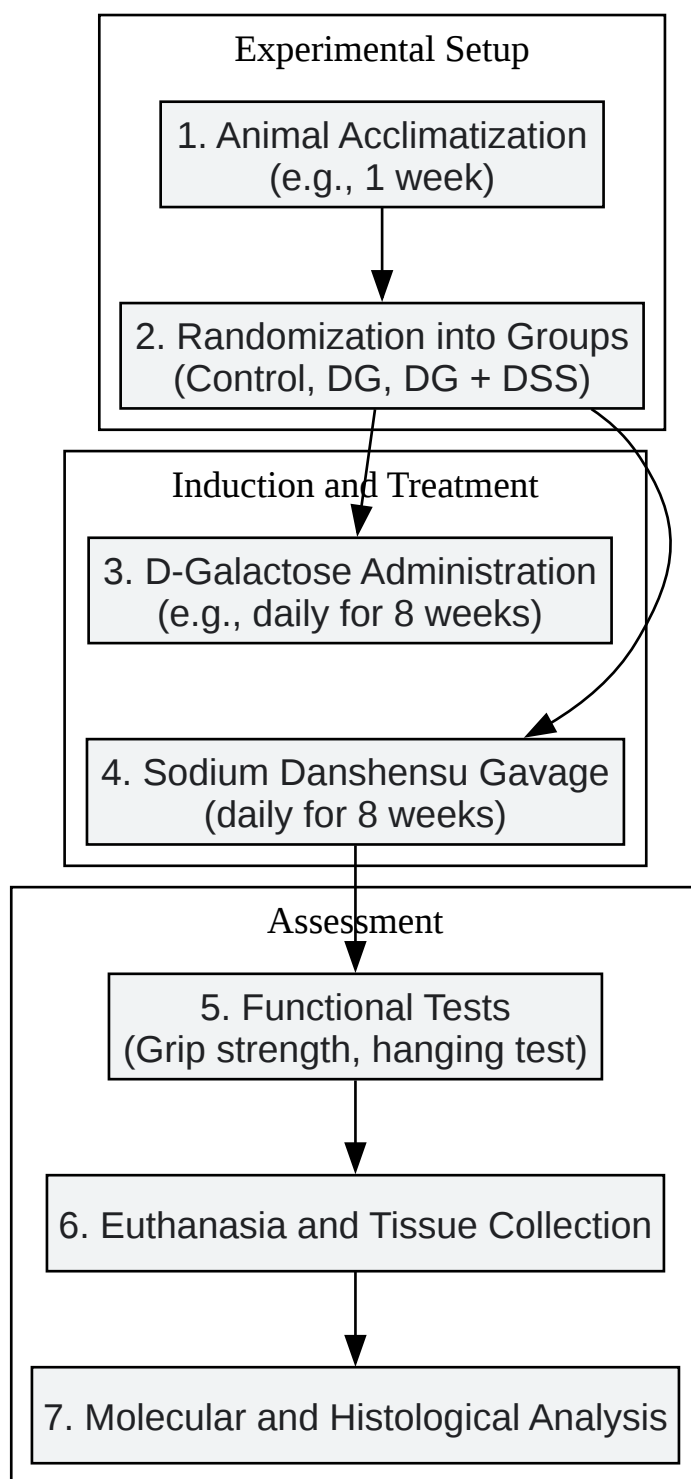 Experimental Setup
1. Animal Acclimatization
(e.g., 1 week)
2. Randomization into Groups
(Control, DG, DG + DSS)
Induction and Treatment
3. D-Galactose Administration
(e.g., daily for 8 weeks)
4. Sodium Danshensu Gavage
(daily for 8 weeks)
Assessment
5. Functional Tests
(Grip strength, hanging test)
6. Euthanasia and Tissue Collection
7. Molecular and Histological Analysis